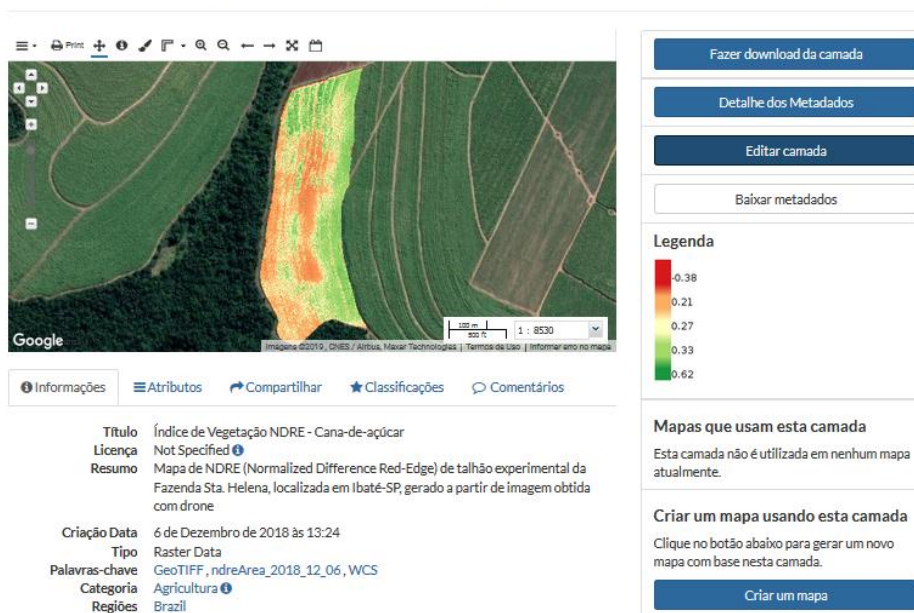 Print
Google
100 m
500 ft
1 : 8530
Imagens ©2019 , CNES / Airbus, Maxar Technologies | Termos de Uso | Informar erro no mapa
Informações Atributos Compartilhar Classificações Comentários
Título Índice de Vegetação NDRE - Cana-de-açúcar
Licença Not Specified
Resumo Mapa de NDRE (Normalized Difference Red-Edge) de talhão experimental da
Fazenda Sta. Helena, localizada em Ibaté-SP, gerado a partir de imagem obtida
com drone
Criação Data 6 de Dezembro de 2018 às 13:24
Tipo Raster Data
Palavras-chave GeoTIFF , ndreArea_2018_12_06 , WCS
Categoria Agricultura
Regiões Brazil
Fazer download da camada
Detalhe dos Metadados
Editar camada
Baixar metadados
Legenda
-0.38
0.21
0.27
0.33
0.62
Mapas que usam esta camada
Esta camada não é utilizada em nenhum mapa
atualmente.
Criar um mapa usando esta camada
Clique no botão abaixo para gerar um novo
mapa com base nesta camada.
Criar um mapa